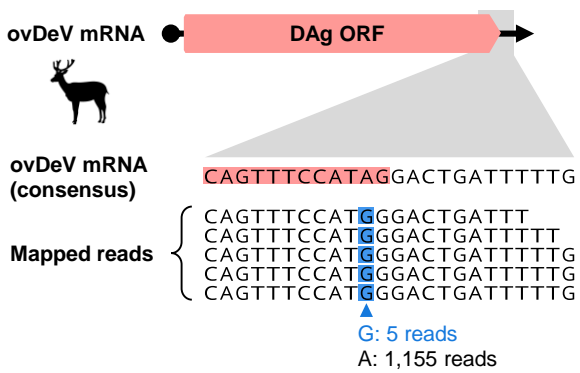 ovDeV mRNA
DAg ORF
ovDeV mRNA
(consensus)
CAGTTTCCATAGGACTGATTTTTG
Mapped reads
CAGTTTCCATGGGACTGATTT
CAGTTTCCATGGGACTGATTTTT
CAGTTTCCATGGGACTGATTTTTG
CAGTTTCCATGGGACTGATTTTTG
CAGTTTCCATGGGACTGATTTTTG
G: 5 reads
A: 1,155 reads